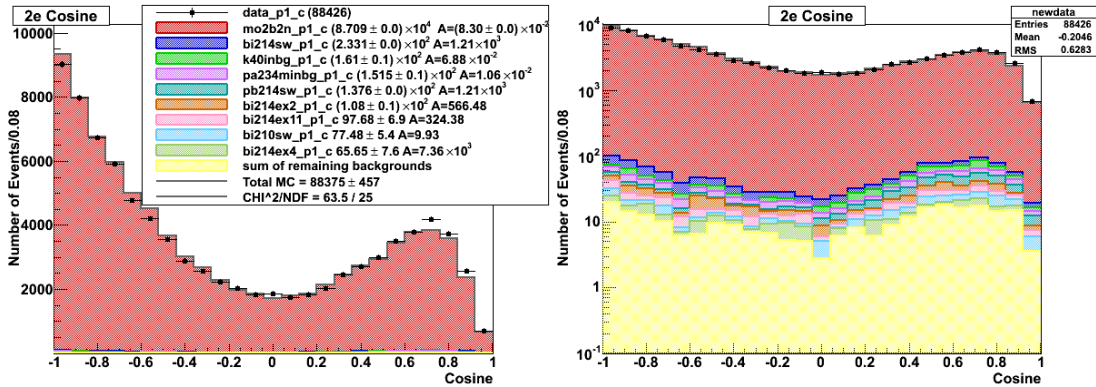 2e Cosine
data_p1_c (88426)
mo2b2n_p1_c (8.709 ± 0.0)×10⁴ A=(8.30 ± 0.0)×10⁻²
bi214sw_p1_c (2.331 ± 0.0)×10² A=1.21×10³
k40inbg_p1_c (1.61 ± 0.1)×10² A=6.88×10⁻²
pa234minbg_p1_c (1.515 ± 0.1)×10² A=1.06×10⁻²
pb214sw_p1_c (1.376 ± 0.0)×10² A=1.21×10³
bi214ex2_p1_c (1.08 ± 0.1)×10² A=566.48
bi214ex11_p1_c 97.68 ± 6.9 A=324.38
bi210sw_p1_c 77.48 ± 5.4 A=9.93
bi214ex4_p1_c 65.65 ± 7.6 A=7.36×10³
sum of remaining backgrounds
Total MC = 88375 ± 457
CHI^2/NDF = 63.5 / 25
Number of Events/0.08
10000
8000
6000
4000
2000
-1 -0.8 -0.6 -0.4 -0.2 0 0.2 0.4 0.6 0.8 1
Cosine
2e Cosine
newdata
Entries 88426
Mean -0.2046
RMS 0.6283
Number of Events/0.08
10⁴
10³
10²
10
1
10⁻¹
-1 -0.8 -0.6 -0.4 -0.2 0 0.2 0.4 0.6 0.8 1
Cosine